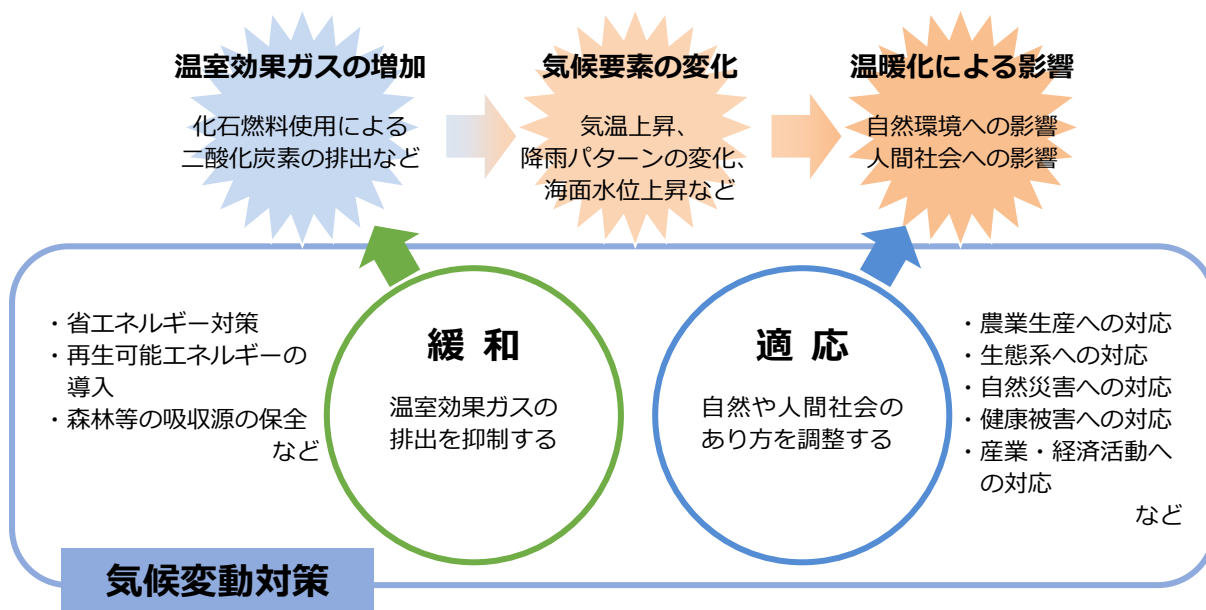 温室効果ガスの増加
化石燃料使用による
二酸化炭素の排出など
気候要素の変化
気温上昇、
降雨パターンの変化、
海面水位上昇など
温暖化による影響
自然環境への影響
人間社会への影響
・省エネルギー対策
・再生可能エネルギーの
導入
・森林等の吸収源の保全
など
緩和
温室効果ガスの
排出を抑制する
適応
自然や人間社会の
あり方を調整する
・農業生産への対応
・生態系への対応
・自然災害への対応
・健康被害への対応
・産業・経済活動へ
の対応
など
気候変動対策